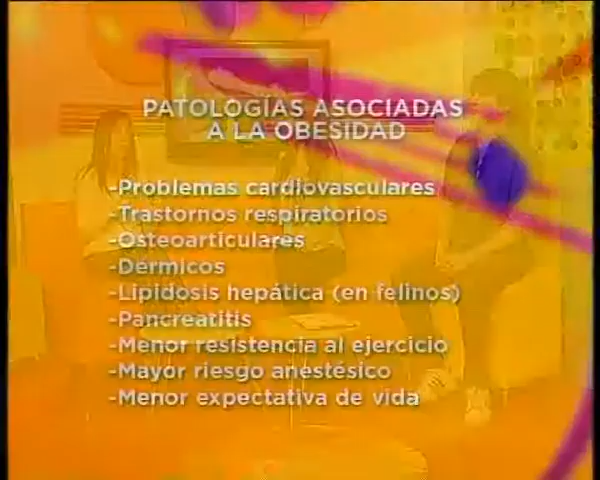 PATOLOGÍAS ASOCIADAS
A LA OBESIDAD
-Problemas cardiovasculares
-Trastornos respiratorios
-Osteoarticulares
-Dérmicos
-Lipidosis hepática (en felinos)
-Pancreatitis
-Menor resistencia al ejercicio
-Mayor riesgo anestésico
-Menor expectativa de vida